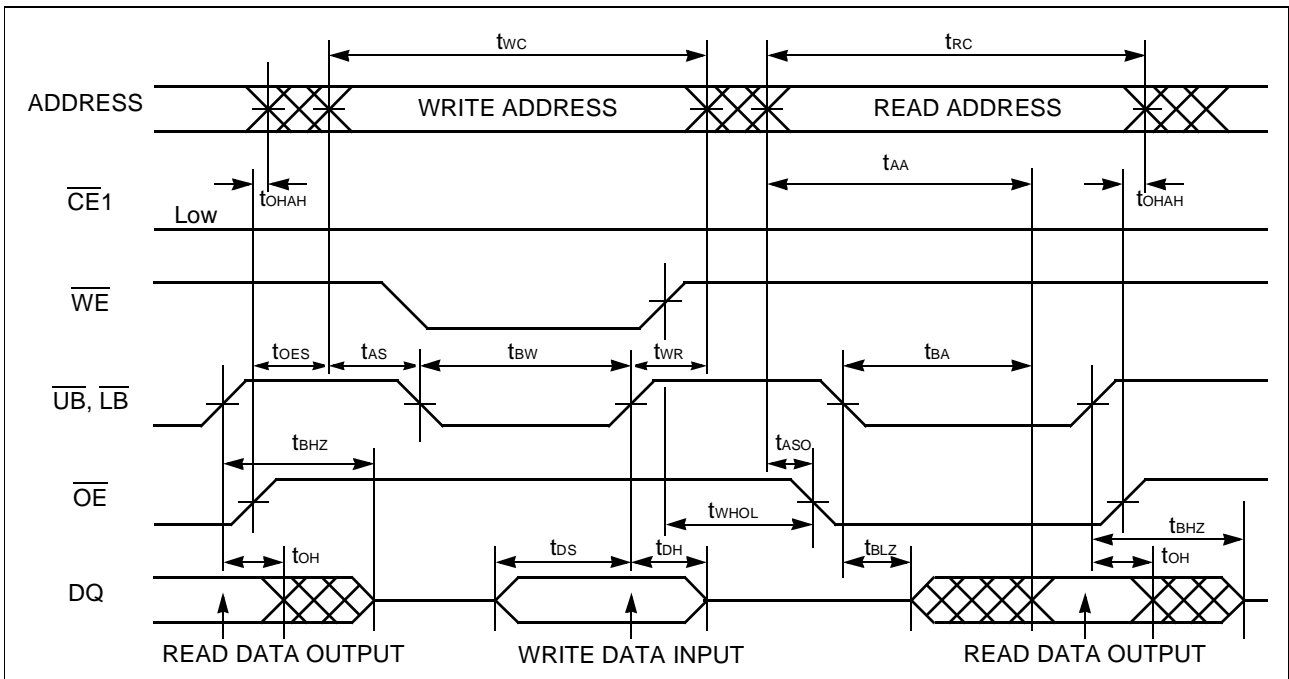 tWC
tRC
ADDRESS
WRITE ADDRESS
READ ADDRESS
tAA
tOHAH
tOHAH
CE1
Low
WE
tOES
tAS
tBW
tWR
tBA
UB, LB
tBHZ
tASO
OE
tWHOL
tBHZ
tOH
tDS
tDH
tBLZ
tOH
DQ
READ DATA OUTPUT
WRITE DATA INPUT
READ DATA OUTPUT